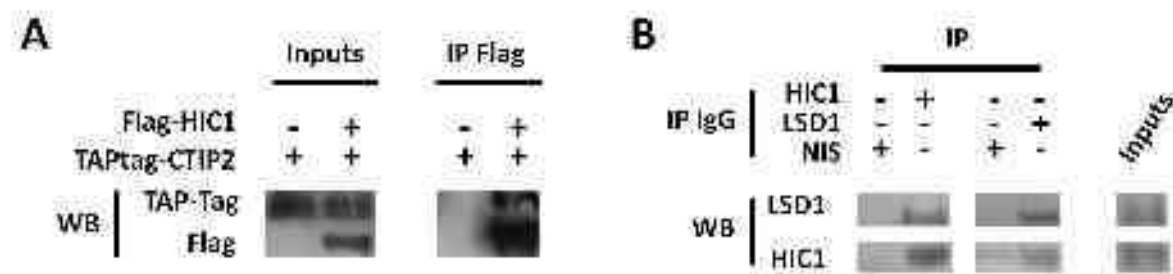 A
Inputs IP Flag
Flag-HIC1 - + - +
TAPtag-CTIP2 + + + +
WB
TAP-Tag
Flag
B
IP
IP IgG
HIC1 - + - -
LSD1 - - - +
NIS + - + -
Inputs
WB
LSD1
HIC1